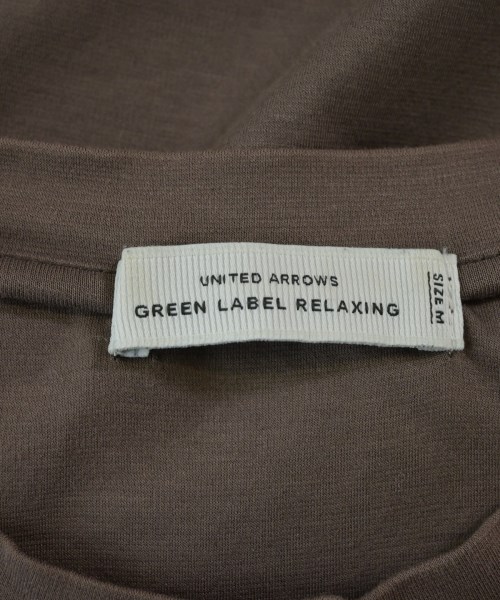 UNITED ARROWS
GREEN LABEL RELAXING
SIZE M